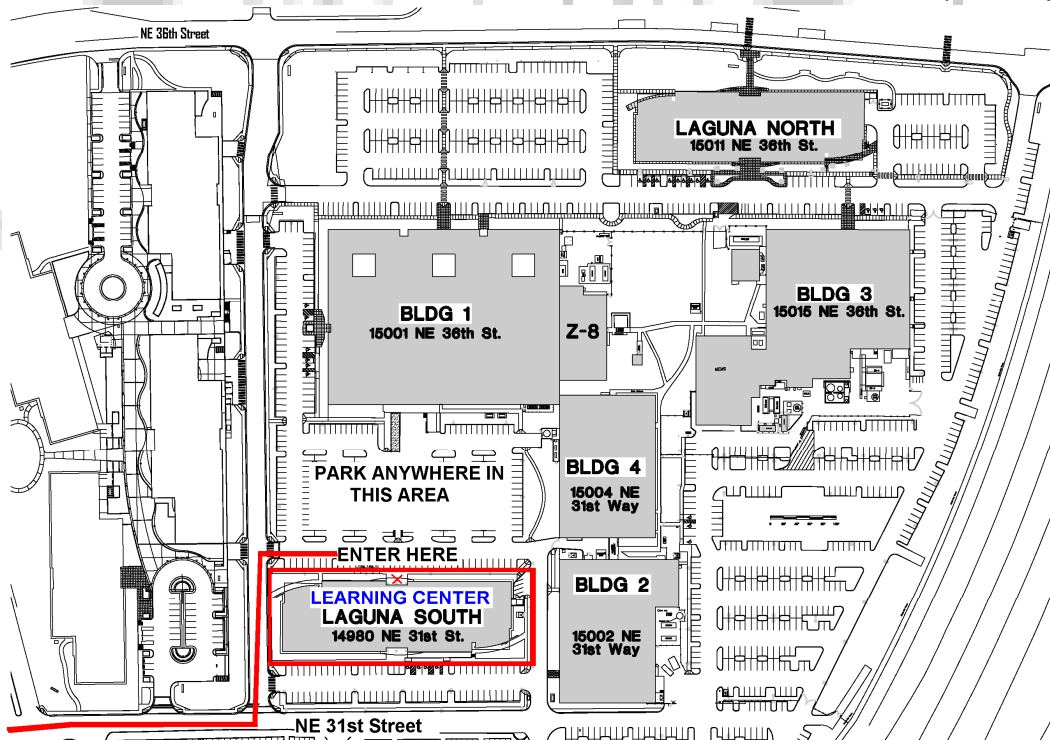 NE 36th Street
LAGUNA NORTH
15011 NE 36th St.
BLDG 1
15001 NE 36th St.
Z-8
BLDG 3
15015 NE 36th St.
PARK ANYWHERE IN
THIS AREA
BLDG 4
15004 NE
31st Way
ENTER HERE
LEARNING CENTER
LAGUNA SOUTH
14980 NE 31st St.
BLDG 2
15002 NE
31st Way
NE 31st Street